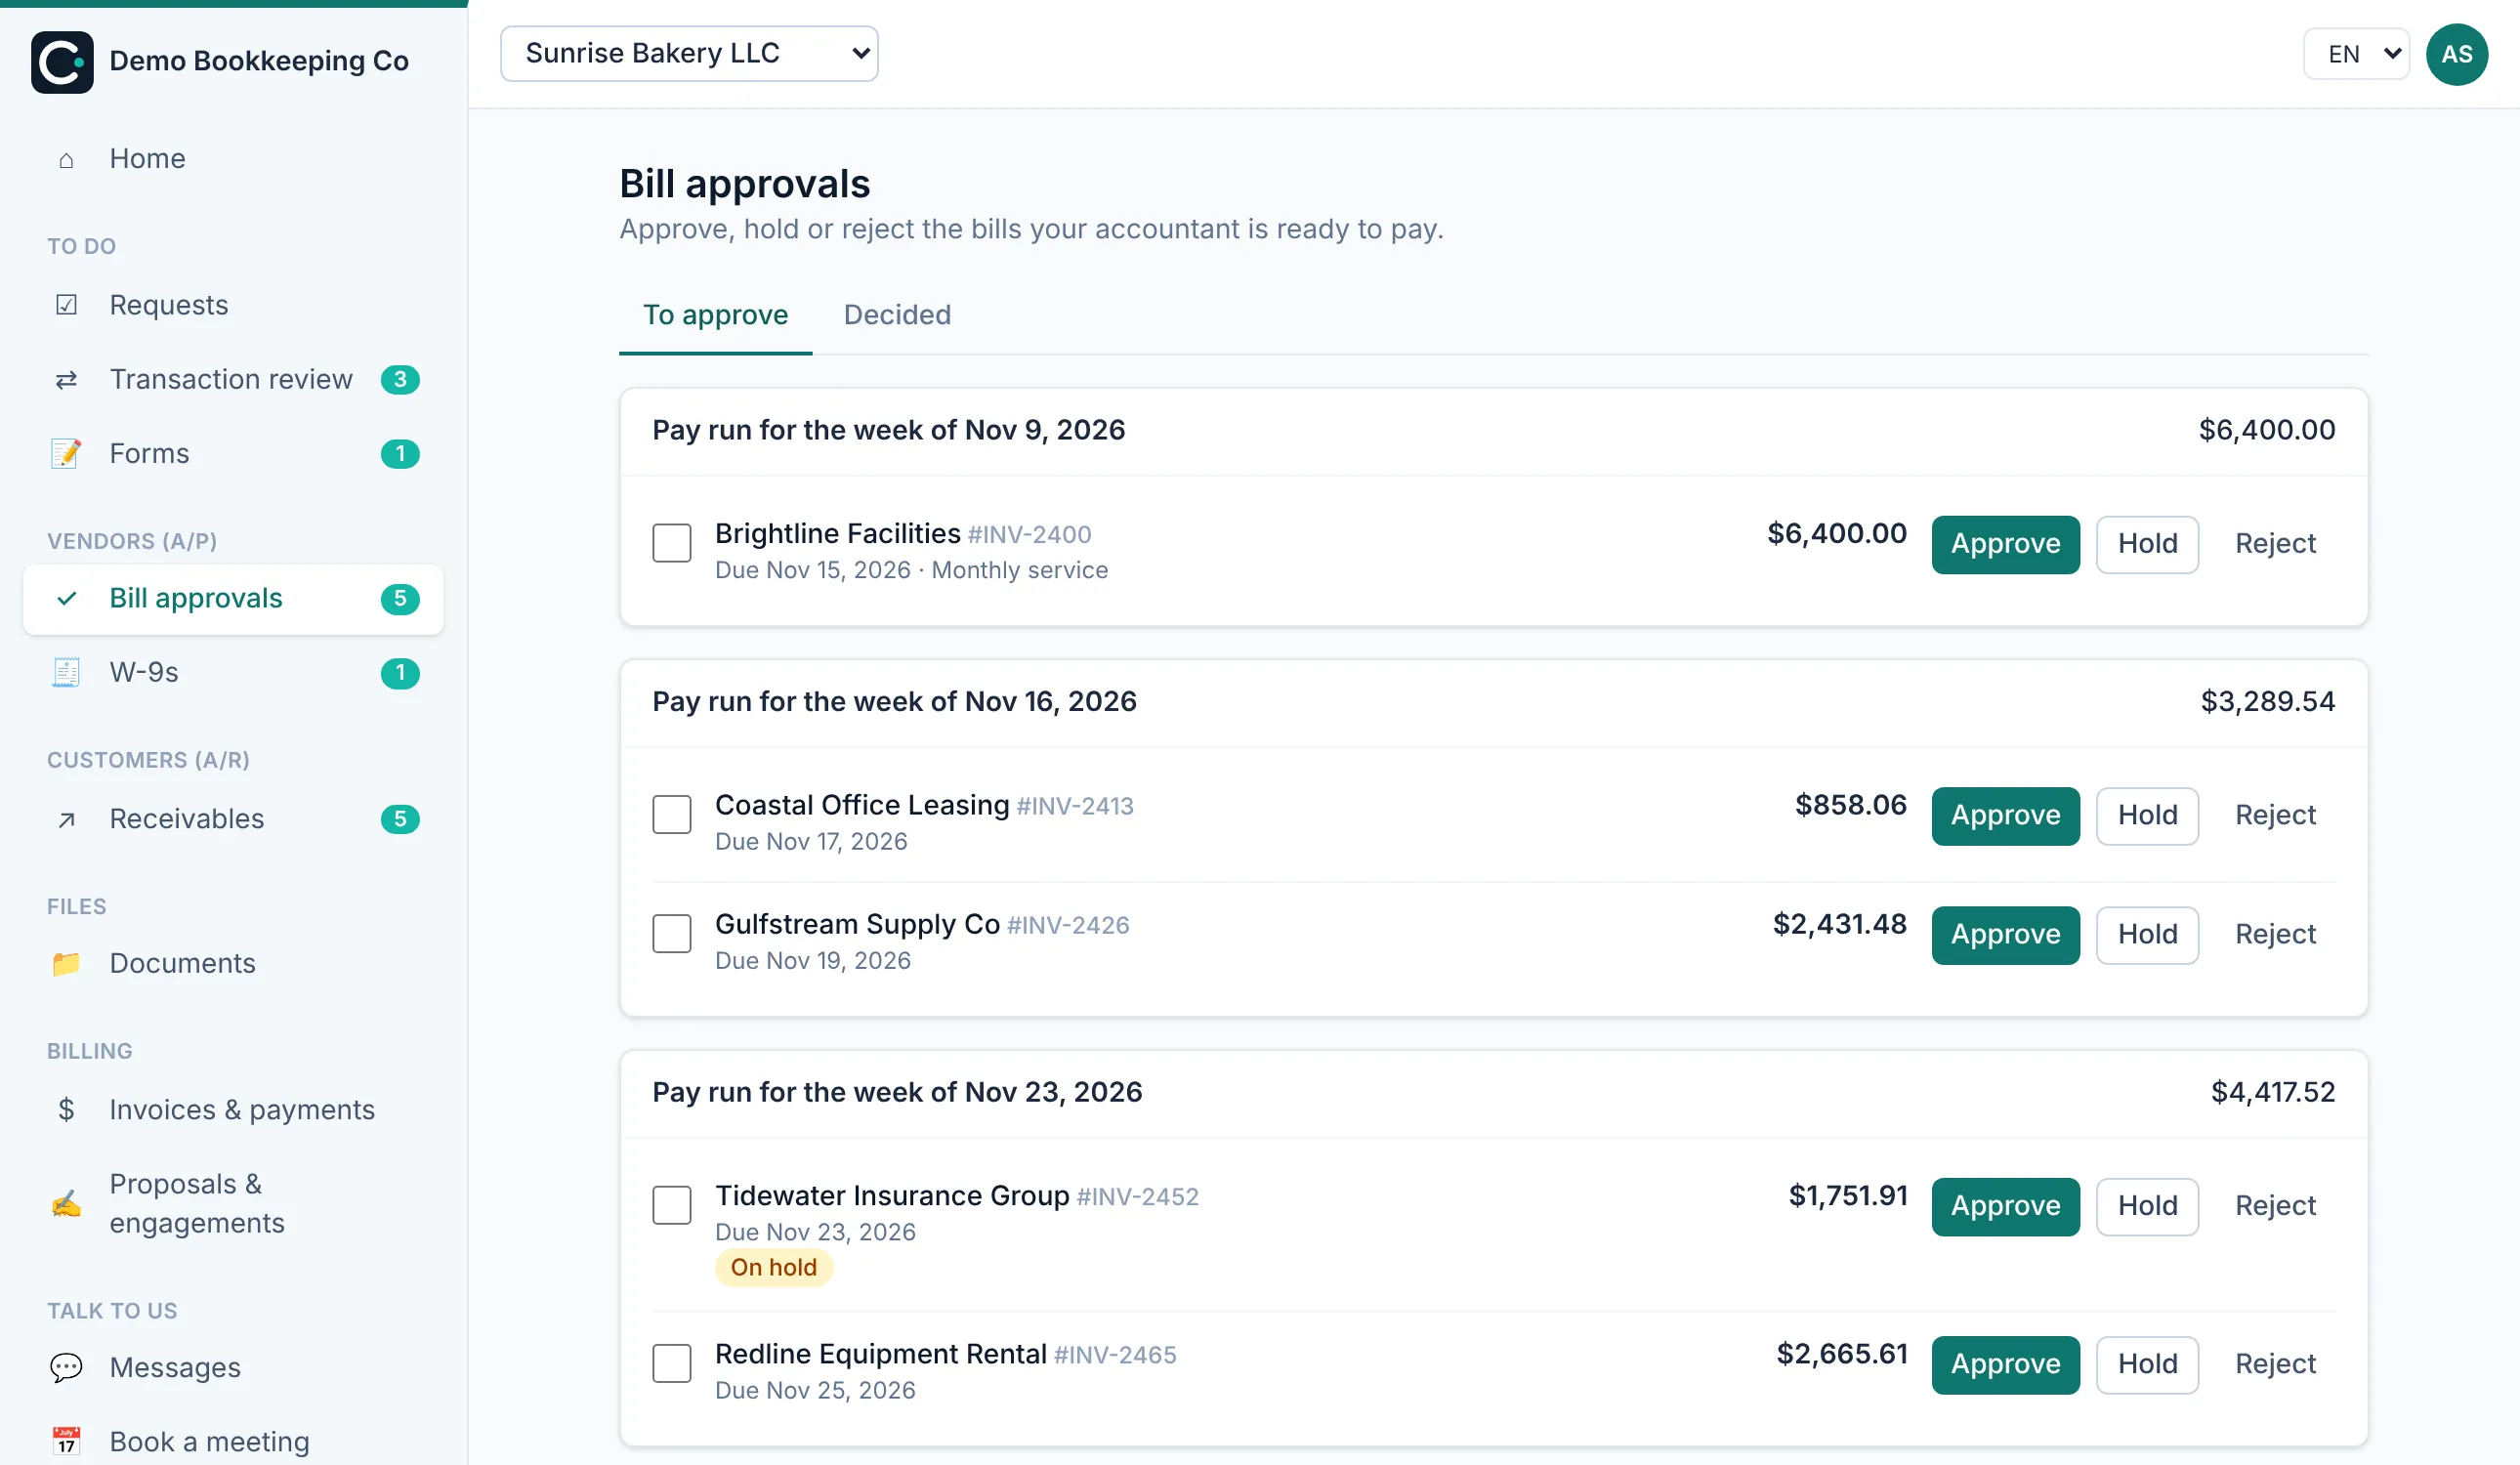 Demo Bookkeeping Co
Home
TO DO
Requests
Transaction review 3
Forms 1
VENDORS (A/P)
Bill approvals 5
W-9s 1
CUSTOMERS (A/R)
Receivables 5
FILES
Documents
BILLING
$ Invoices & payments
Proposals &
engagements
TALK TO US
Messages
July
17
Book a meeting
Sunrise Bakery LLC
EN
AS
Bill approvals
Approve, hold or reject the bills your accountant is ready to pay.
To approve Decided
Pay run for the week of Nov 9, 2026 $6,400.00
Brightline Facilities #INV-2400 $6,400.00 Approve Hold Reject
Due Nov 15, 2026 · Monthly service
Pay run for the week of Nov 16, 2026 $3,289.54
Coastal Office Leasing #INV-2413 $858.06 Approve Hold Reject
Due Nov 17, 2026
Gulfstream Supply Co #INV-2426 $2,431.48 Approve Hold Reject
Due Nov 19, 2026
Pay run for the week of Nov 23, 2026 $4,417.52
Tidewater Insurance Group #INV-2452 $1,751.91 Approve Hold Reject
Due Nov 23, 2026
On hold
Redline Equipment Rental #INV-2465 $2,665.61 Approve Hold Reject
Due Nov 25, 2026